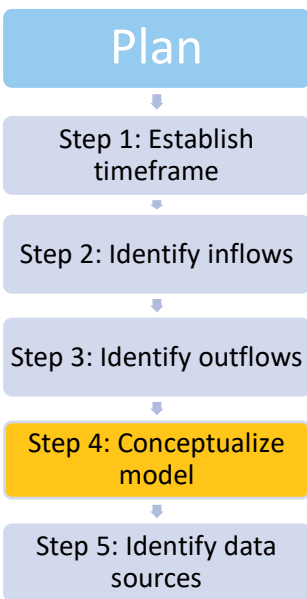 Plan
Step 1: Establish
timeframe
Step 2: Identify inflows
Step 3: Identify outflows
Step 4: Conceptualize
model
Step 5: Identify data
sources